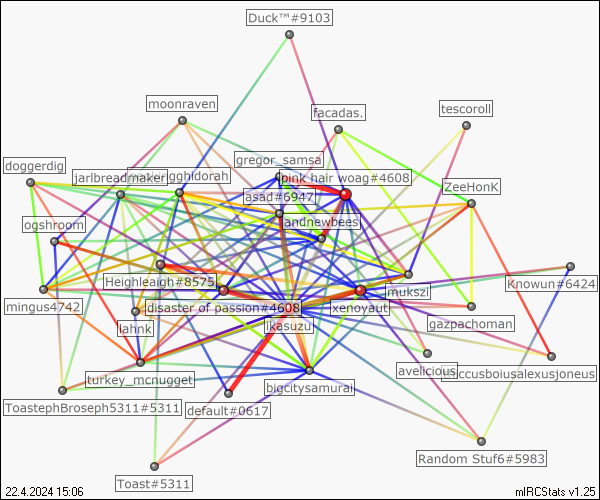 Duck™#9103
moonraven
facadas.
tescoroll
gregor_samsa
doggerdig
jarlbreadmaker
gghidorah
pink hair woag#4608
ZeeHonK
asad#6947
ogshroom
andnewbees
Heighleigh#8575
mukszi
Knowun#6424
mingus4742
disaster of passion#4608
xenoyaut
lahnk
ikasuzu
gazpachoman
avelicious
turkey_mcnugget
bigcitysamurai
ToastephBroseph5311#5311
default#0617
Random Stuf6#5983
Toast#5311
22.4.2024 15:06
mIRCStats v1.25